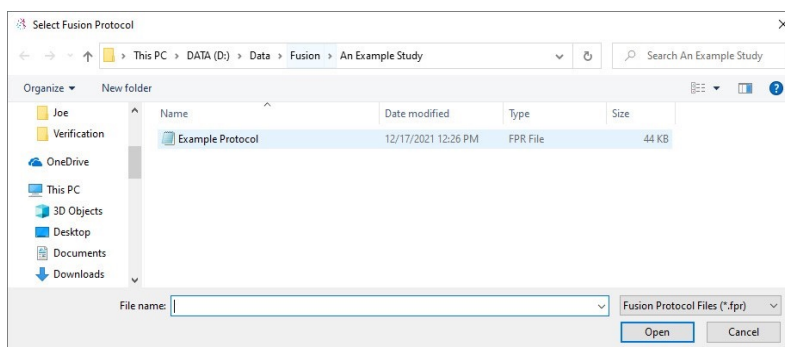 Select Fusion Protocol
This PC › DATA (D:) › Data › Fusion › An Example Study
Search An Example Study
Organize
New folder
Name Date modified Type Size
Example Protocol 12/17/2021 12:26 PM FPR File 44 KB
Joe
Verification
OneDrive
This PC
3D Objects
Desktop
Documents
Downloads
File name:
Fusion Protocol Files (*.fpr)
Open Cancel